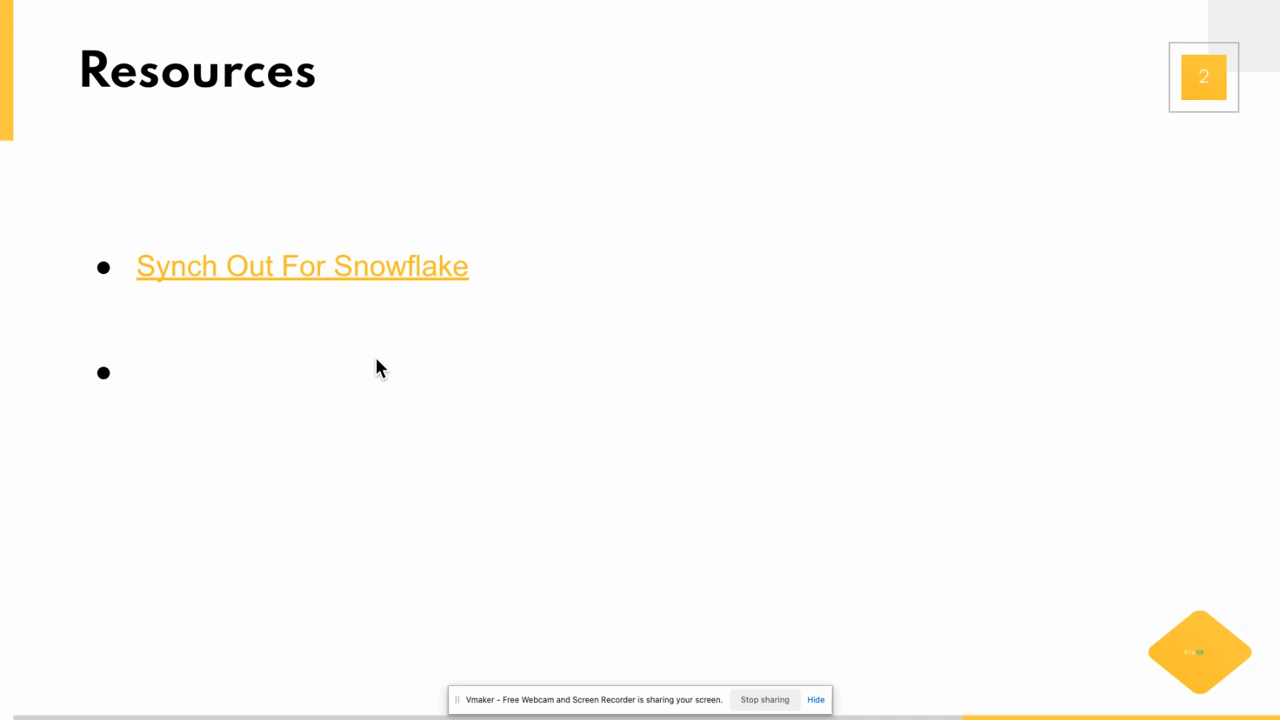 Resources
2
Synch Out For Snowflake
Vmaker - Free Webcam and Screen Recorder is sharing your screen.
Stop sharing
Hide